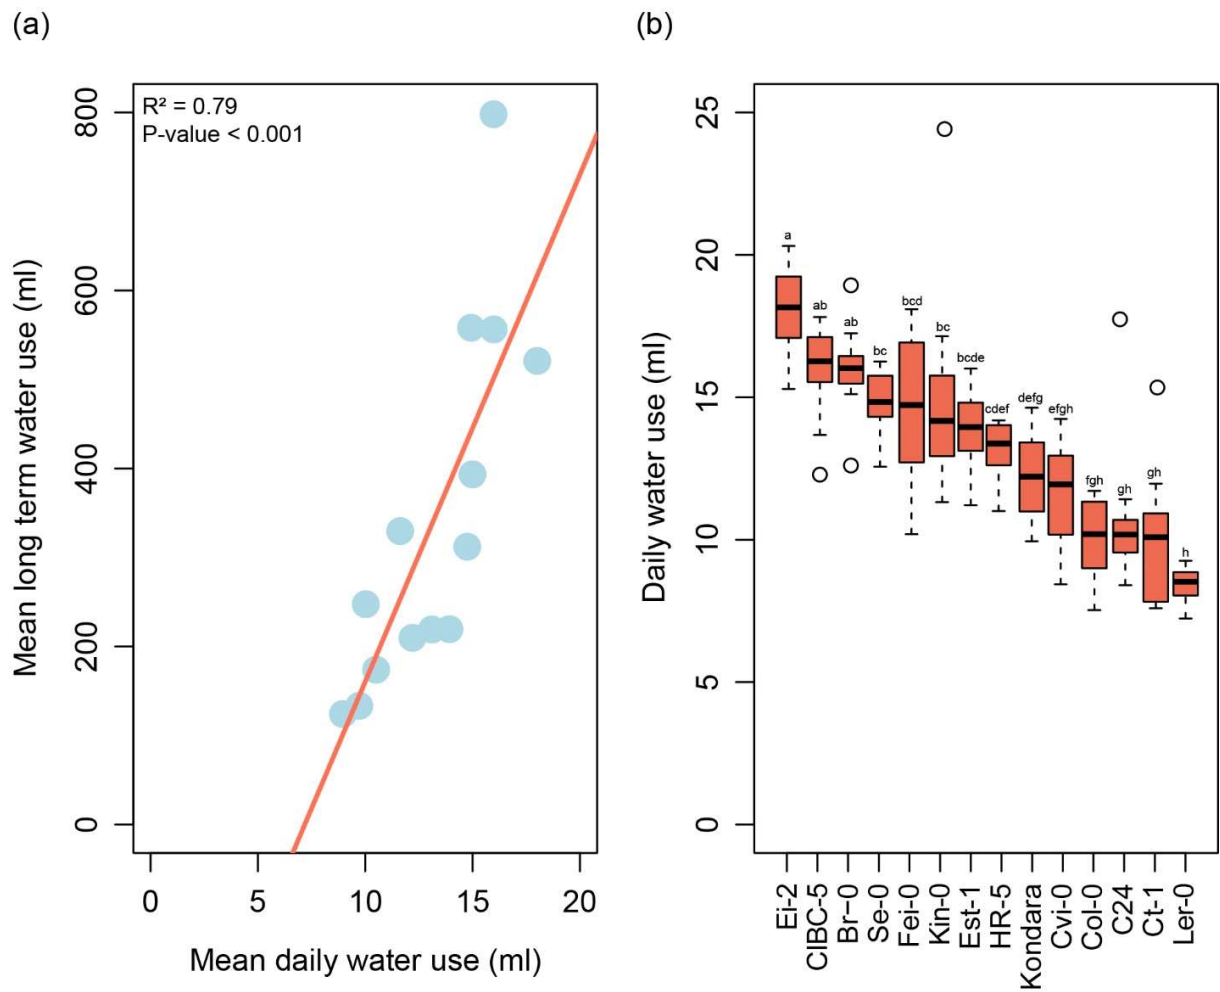 (a)
R² = 0.79
P-value < 0.001
800
600
400
200
0
0 5 10 15 20
Mean long term water use (ml)
Mean daily water use (ml)
(b)
25
20
15
10
5
0
Daily water use (ml)
a
ab
ab
bc
bcd
bc
bcde
cdef
defg
efgh
fgh
gh
gh
h
Ei-2
CIBC-5
Br-0
Se-0
Fei-0
Kin-0
Est-1
HR-5
Kondara
Cvi-0
Col-0
C24
Ct-1
Ler-0